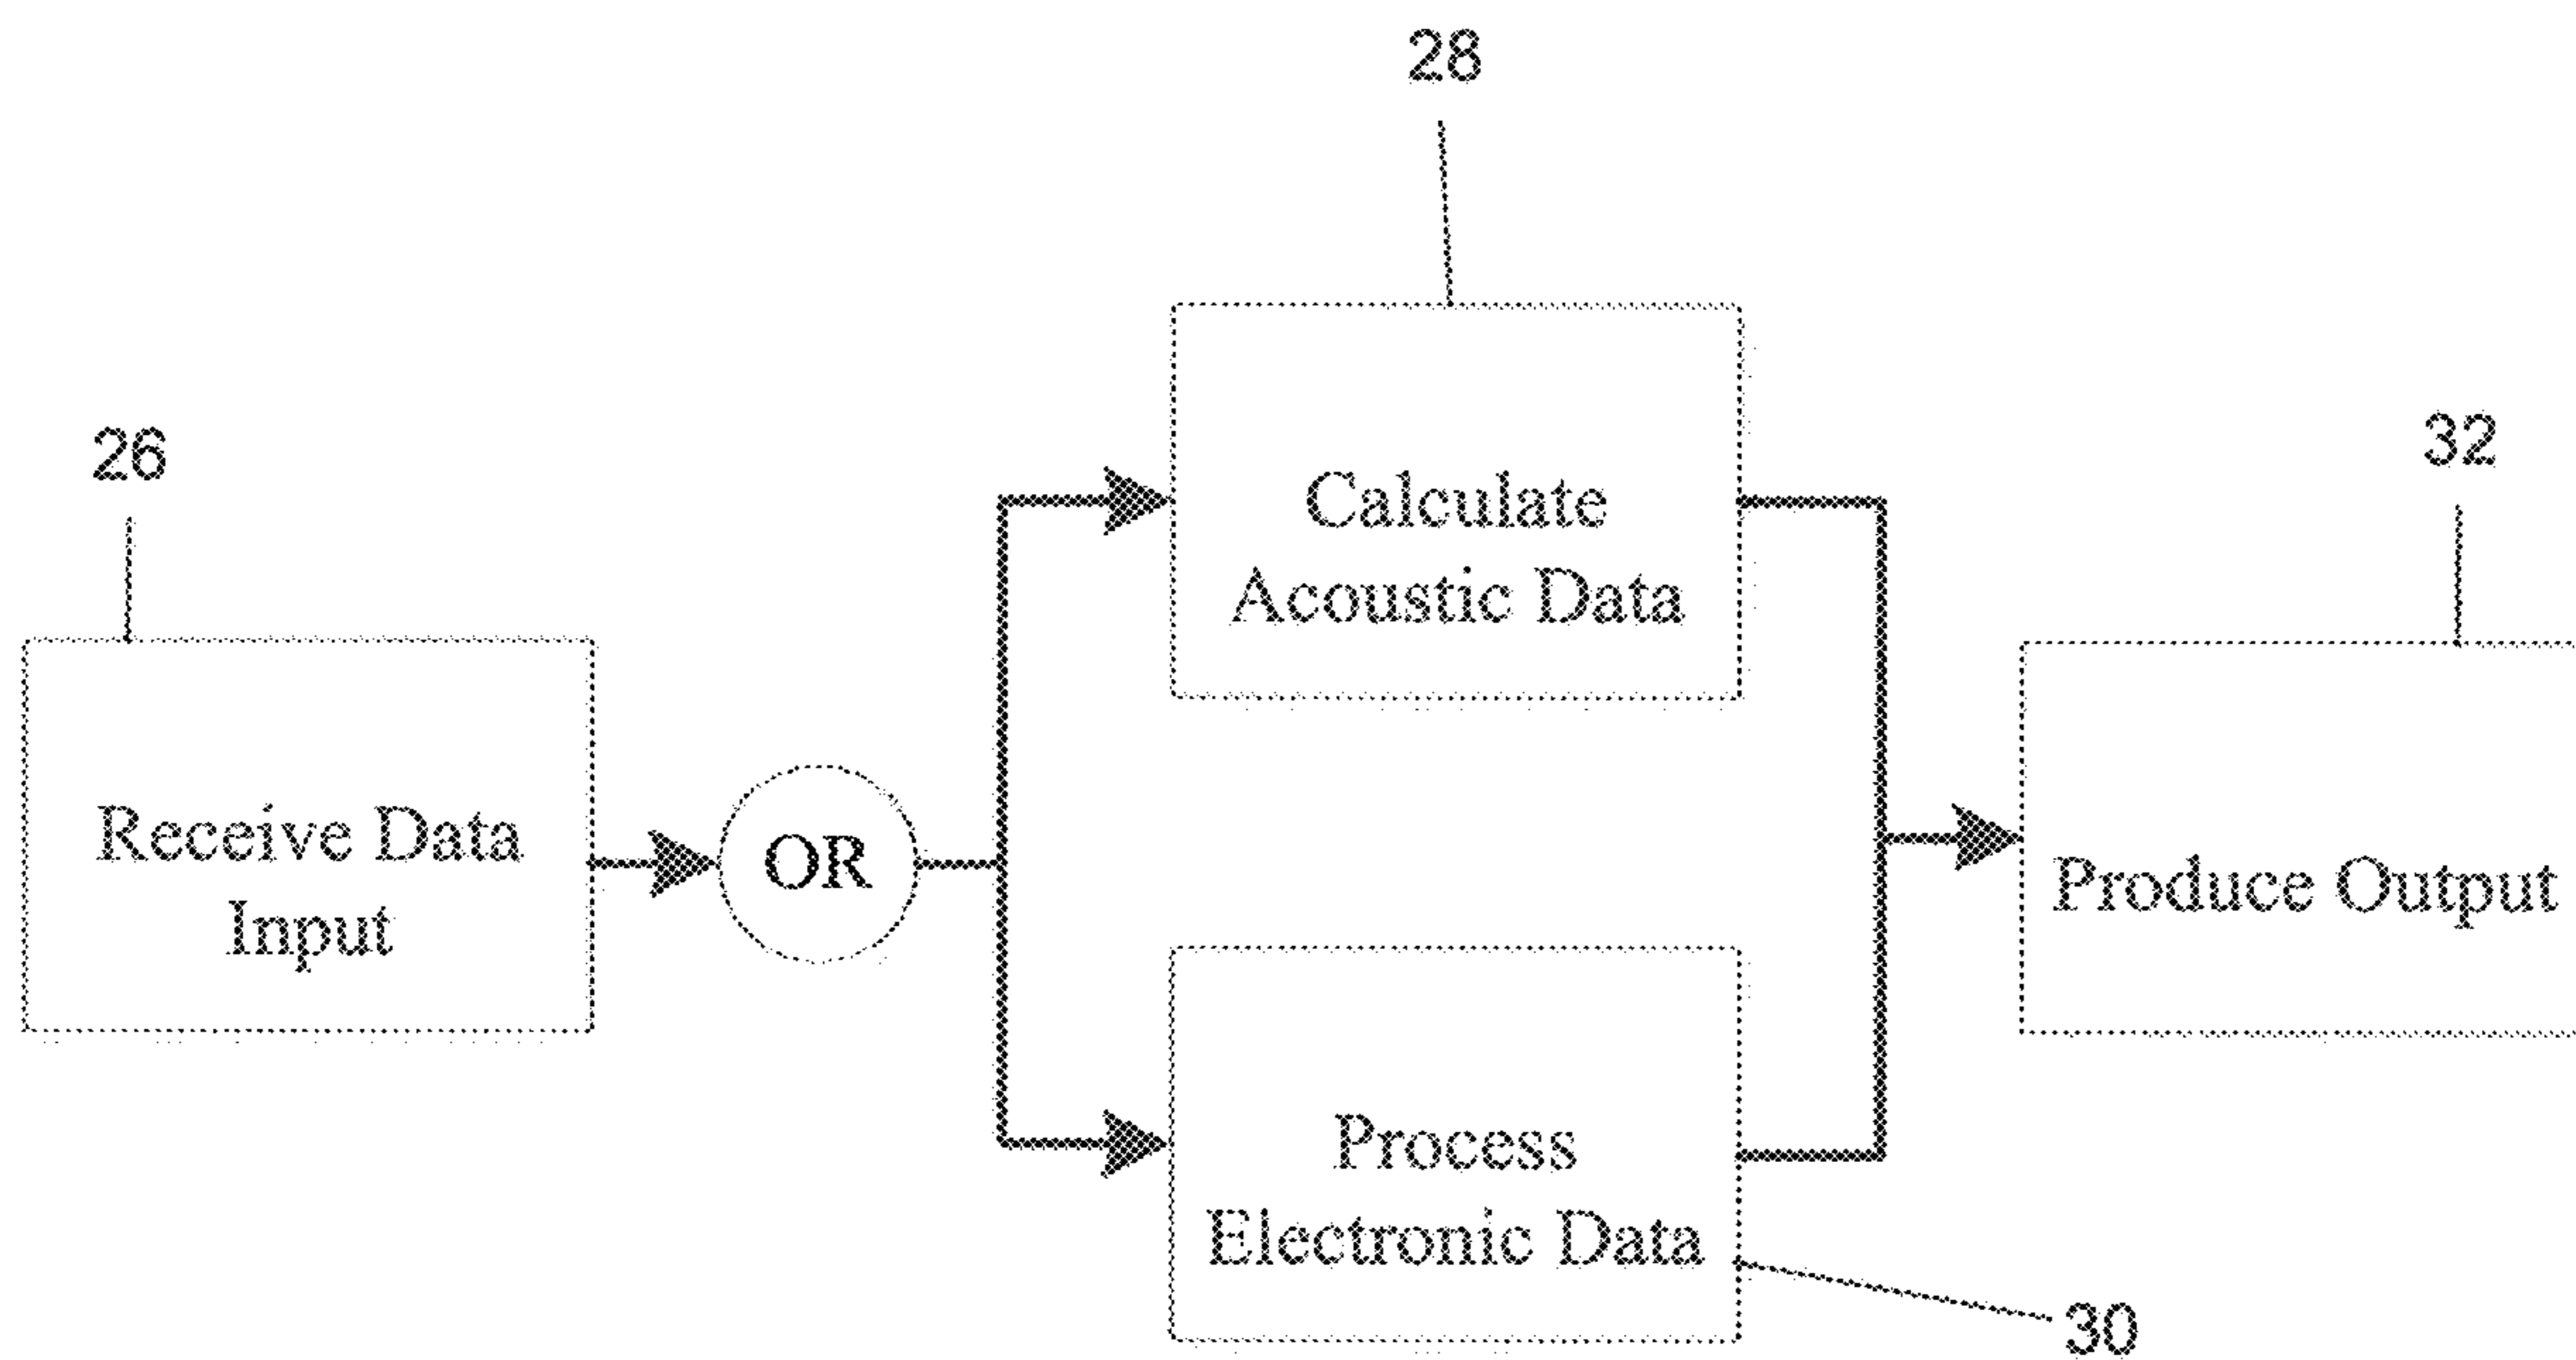 28
26
32
Calculate
Acoustic Data
Receive Data
Input
OR
Produce Output
Process
Electronic Data
30